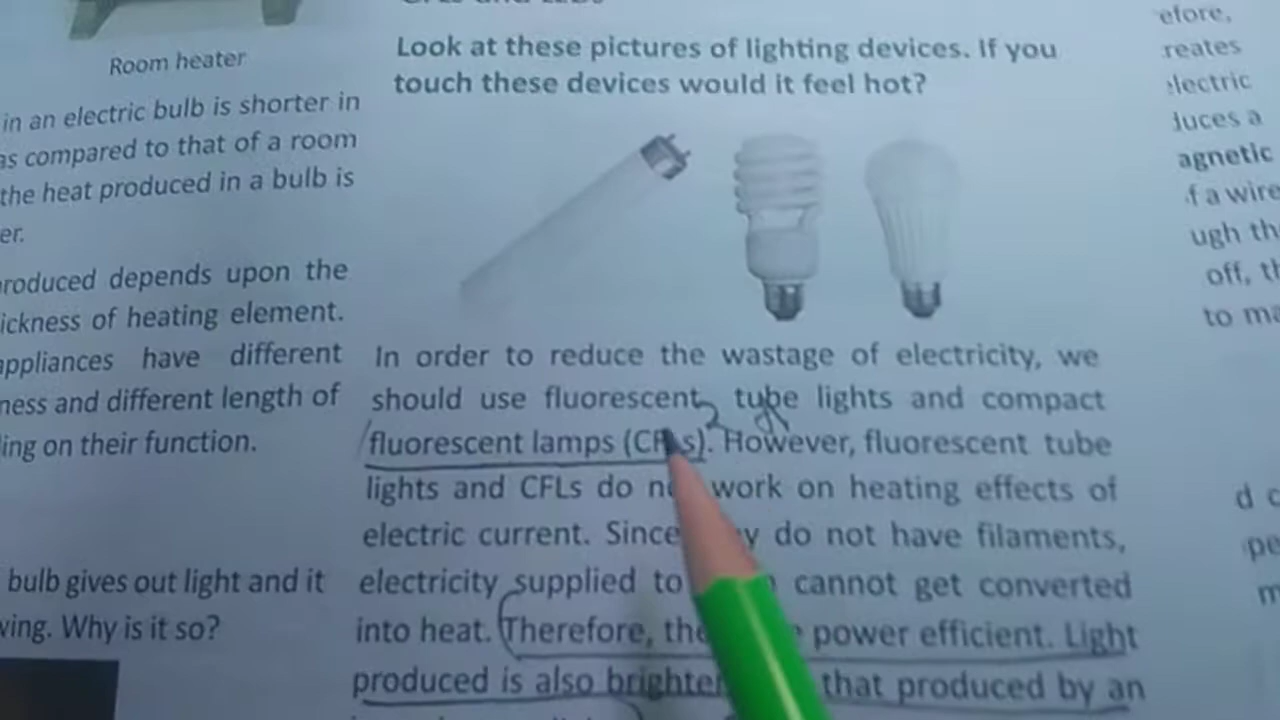 Room heater
in an electric bulb is shorter in
as compared to that of a room
the heat produced in a bulb is
er.
roduced depends upon the
ickness of heating element.
appliances have different
ness and different length of
ing on their function.
bulb gives out light and it
wing. Why is it so?
Look at these pictures of lighting devices. If you
touch these devices would it feel hot?
In order to reduce the wastage of electricity, we
should use fluorescent tube lights and compact
fluorescent lamps (CFLs). However, fluorescent tube
lights and CFLs do work on heating effects of
electric current. Since do not have filaments,
electricity supplied to cannot get converted
into heat. Therefore, power efficient. Light
produced is also brighter that produced by an
efore,
reates
electric
duces a
agnetic
f a wire
ugh th
off, th
to ma
d c
pe
m